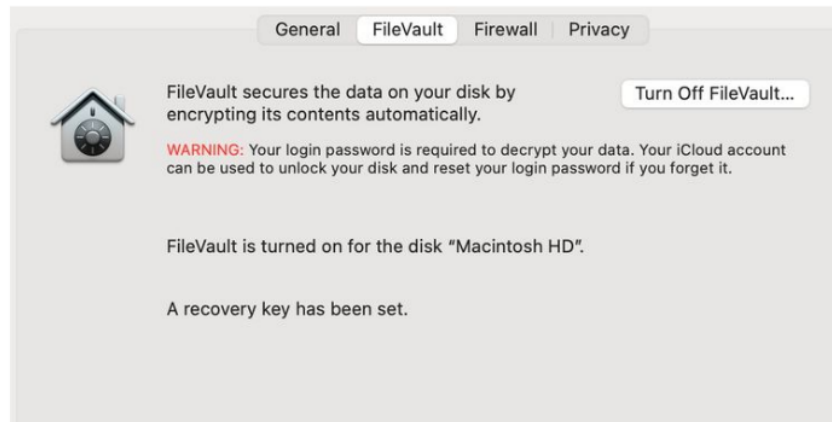 General FileVault Firewall Privacy
FileVault secures the data on your disk by
encrypting its contents automatically.
Turn Off FileVault...
WARNING: Your login password is required to decrypt your data. Your iCloud account
can be used to unlock your disk and reset your login password if you forget it.
FileVault is turned on for the disk “Macintosh HD”.
A recovery key has been set.